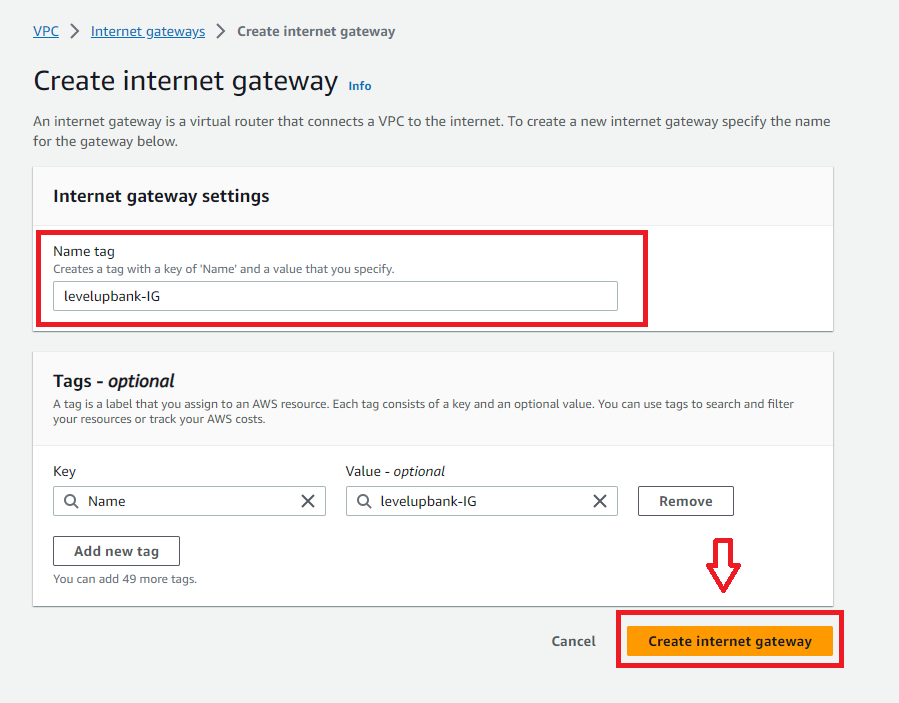 VPC > Internet gateways > Create internet gateway
Create internet gateway Info
An internet gateway is a virtual router that connects a VPC to the internet. To create a new internet gateway specify the name
for the gateway below.
Internet gateway settings
Name tag
Creates a tag with a key of 'Name' and a value that you specify.
levelupbank-IG
Tags - optional
A tag is a label that you assign to an AWS resource. Each tag consists of a key and an optional value. You can use tags to search and filter
your resources or track your AWS costs.
Key
Value - optional
Name
levelupbank-IG
Remove
Add new tag
You can add 49 more tags.
Cancel
Create internet gateway